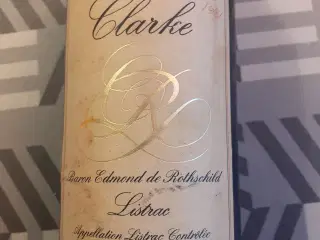 Clarke
Baron Edmond de Rothschild
Listrac
Appellation Listrac Contrôlée